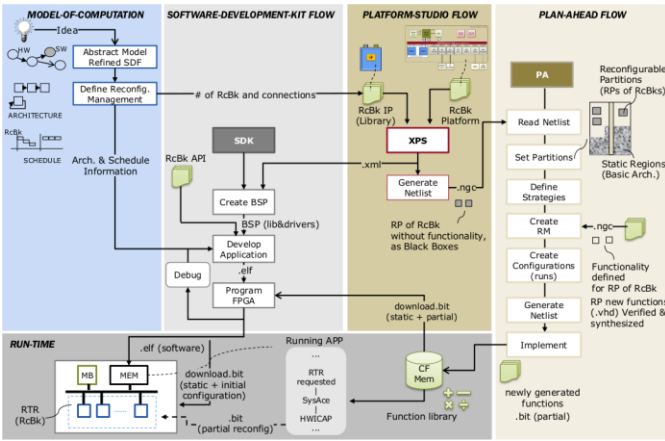 MODEL-OF-COMPUTATION
Idea
HW
SW
Abstract Model
Refined SDF
Define Reconfig.
Management
ARCHITECTURE
RcBk
SCHEDULE
Arch. & Schedule
Information
SOFTWARE-DEVELOPMENT-KIT FLOW
# of RcBk and connections
SDK
RcBk API
.xml
Create BSP
BSP (lib&drivers)
Develop
Application
.elf
Debug
Program
FPGA
PLATFORM-STUDIO FLOW
RcBk IP
(Library)
RcBk
Platform
XPS
Generate
Netlist
.ngc
RP of RcBk
without functionality,
as Black Boxes
download.bit
(static + partial)
PLAN-AHEAD FLOW
PA
Reconfigurable
Partitions
(RPs of RcBks)
Read Netlist
Set Partitions
Static Regions
(Basic Arch.)
Define
Strategies
Create
RM
.ngc
Create
Configurations
(runs)
Functionality
defined
for RP of RcBk
Generate
Netlist
RP new functions
(.vhd) Verified &
synthesized
Implement
newly generated
functions
.bit (partial)
RUN-TIME
.elf (software)
MB
MEM
download.bit
(static + initial
configuration)
RTR
(RcBk)
.bit
(partial reconfig)
Running APP
...
RTR
requested
SysAce
HWICAP
...
CF
Mem
Function library